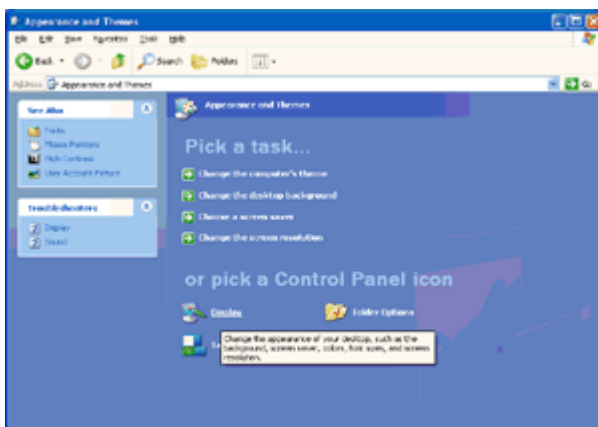 Appearance and Themes
File Edit View Favorites Tools Help
Back Search Folders
Address Appearance and Themes Go
See Also
Fonts
Mouse Pointers
High Contrast
User Account Picture
Troubleshooters
Display
Sound
Appearance and Themes
Pick a task...
Change the computer's theme
Change the desktop background
Choose a screen saver
Change the screen resolution
or pick a Control Panel icon
Display Folder Options
Change the appearance of your desktop, such as the
background, screen saver, colors, font sizes, and screen
resolution.